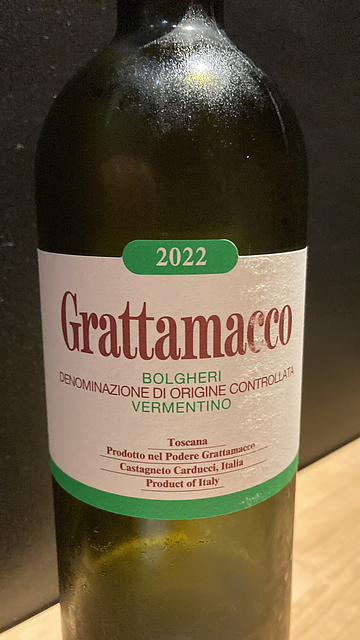 2022
Grattamacco
BOLGHERI
DENOMINAZIONE DI ORIGINE CONTROLLATA
VERMENTINO
Toscana
Prodotto nel Podere Grattamacco
Castagneto Carducci, Italia
Product of Italy